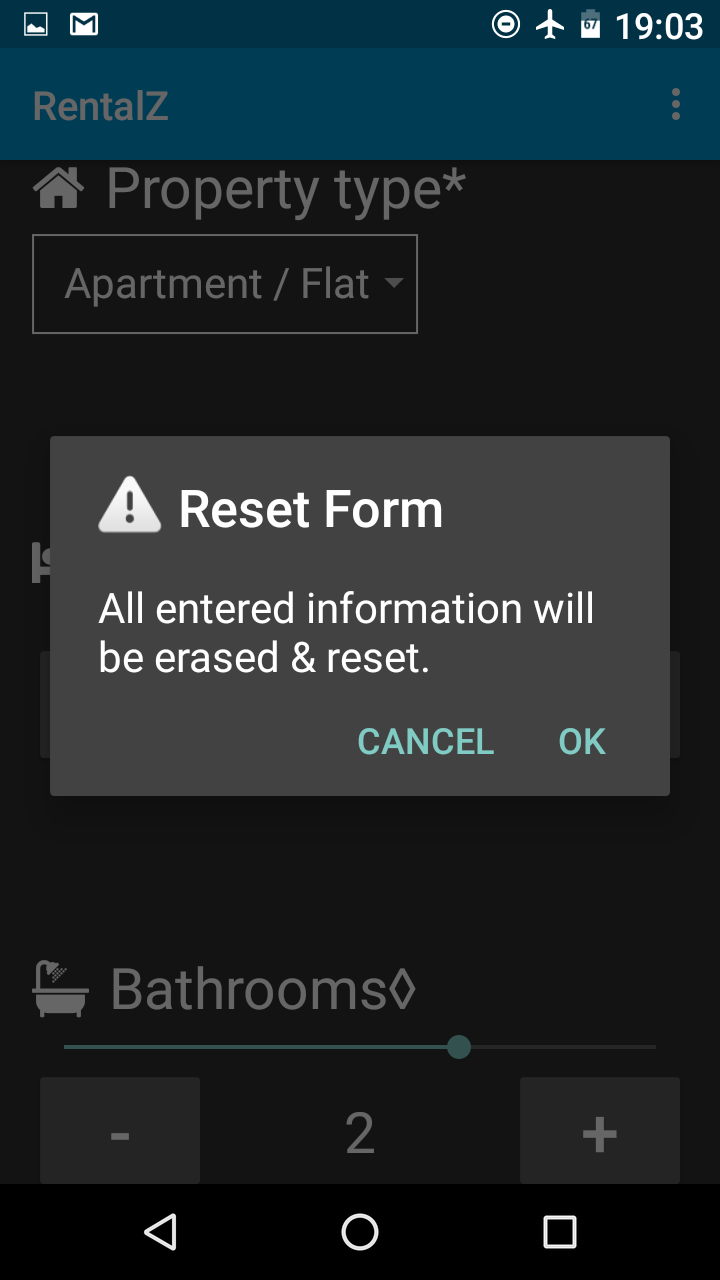 67 19:03
RentalZ
Property type*
Apartment / Flat
Reset Form
All entered information will
be erased & reset.
CANCEL OK
Bathrooms◊
- 2 +